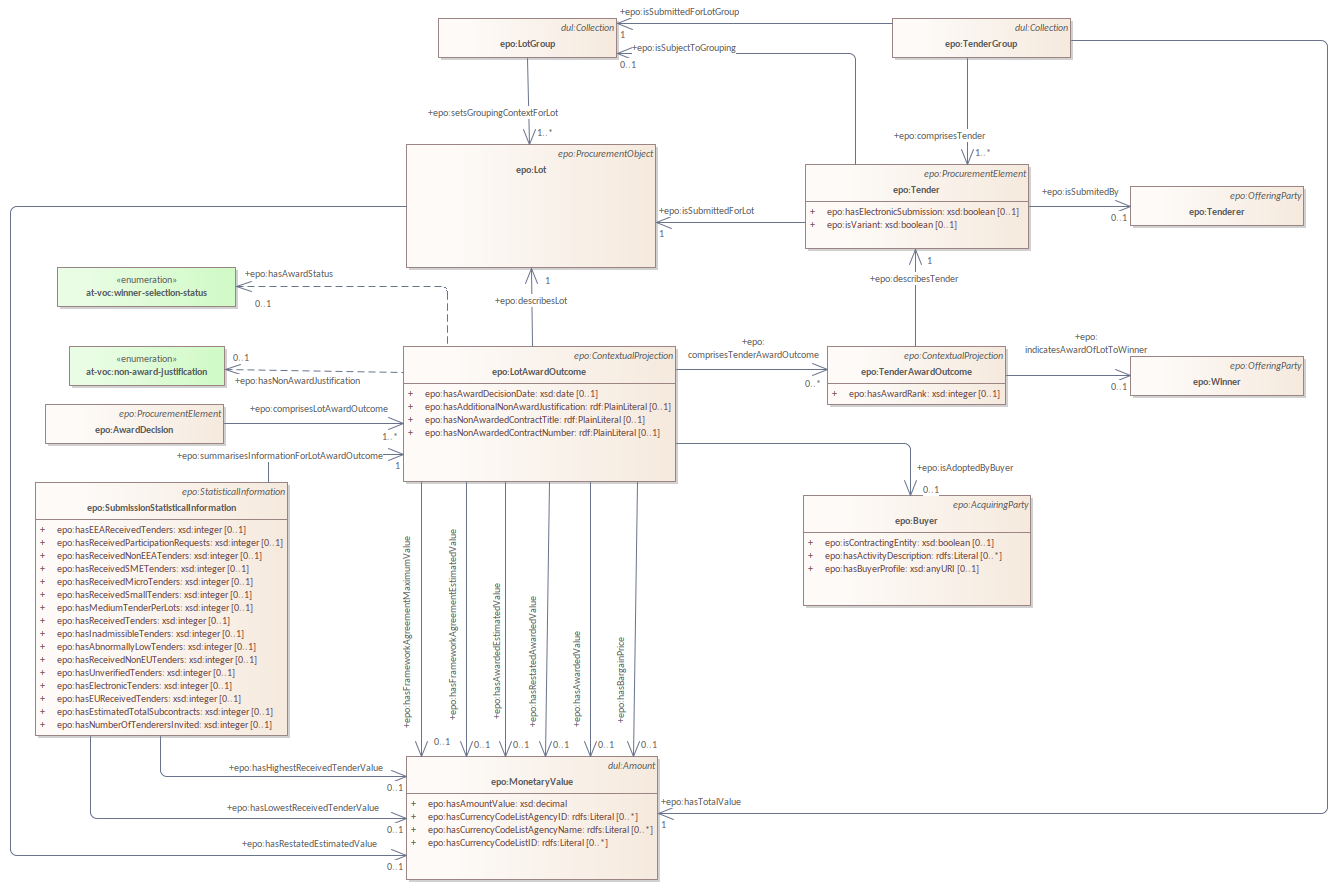 +epo:isSubmittedForLotGroup
1
dul:Collection
epo:LotGroup
+epo:isSubjectToGrouping
0..1
dul:Collection
epo:TenderGroup
+epo:setsGroupingContextForLot
1..*
+epo:comprisesTender
1..*
epo:ProcurementObject
epo:Lot
epo:ProcurementElement
epo:Tender
+ epo:hasElectronicSubmission: xsd:boolean [0..1]
+ epo:isVariant: xsd:boolean [0..1]
+epo:isSubmitedBy
0..1
epo:OfferingParty
epo:Tenderer
+epo:isSubmittedForLot
1
«enumeration»
at-voc:winner-selection-status
+epo:hasAwardStatus
0..1
1
+epo:describesLot
1
+epo:describesTender
«enumeration»
at-voc:non-award-justification
0..1
+epo:hasNonAwardJustification
epo:ContextualProjection
epo:LotAwardOutcome
+ epo:hasAwardDecisionDate: xsd:date [0..1]
+ epo:hasAdditionalNonAwardJustification: rdf:PlainLiteral [0..1]
+ epo:hasNonAwardedContractTitle: rdf:PlainLiteral [0..1]
+ epo:hasNonAwardedContractNumber: rdf:PlainLiteral [0..1]
+epo:
comprisesTenderAwardOutcome
0..*
epo:ContextualProjection
epo:TenderAwardOutcome
+ epo:hasAwardRank: xsd:integer [0..1]
+epo:
indicatesAwardOfLotToWinner
0..1
epo:OfferingParty
epo:Winner
epo:ProcurementElement
epo:AwardDecision
+epo:comprisesLotAwardOutcome
1..*
+epo:summarisesInformationForLotAwardOutcome
1
+epo:isAdoptedByBuyer
0..1
epo:AcquiringParty
epo:Buyer
+ epo:isContractingEntity: xsd:boolean [0..1]
+ epo:hasActivityDescription: rdfs:Literal [0..*]
+ epo:hasBuyerProfile: xsd:anyURI [0..1]
epo:StatisticalInformation
epo:SubmissionStatisticalInformation
+ epo:hasEEAReceivedTenders: xsd:integer [0..1]
+ epo:hasReceivedParticipationRequests: xsd:integer [0..1]
+ epo:hasReceivedNonEEATenders: xsd:integer [0..1]
+ epo:hasReceivedSMETenders: xsd:integer [0..1]
+ epo:hasReceivedMicroTenders: xsd:integer [0..1]
+ epo:hasReceivedSmallTenders: xsd:integer [0..1]
+ epo:hasMediumTenderPerLots: xsd:integer [0..1]
+ epo:hasReceivedTenders: xsd:integer [0..1]
+ epo:hasInadmissibleTenders: xsd:integer [0..1]
+ epo:hasAbnormallyLowTenders: xsd:integer [0..1]
+ epo:hasReceivedNonEUTenders: xsd:integer [0..1]
+ epo:hasUnverifiedTenders: xsd:integer [0..1]
+ epo:hasElectronicTenders: xsd:integer [0..1]
+ epo:hasEUReceivedTenders: xsd:integer [0..1]
+ epo:hasEstimatedTotalSubcontracts: xsd:integer [0..1]
+ epo:hasNumberOfTenderersInvited: xsd:integer [0..1]
+epo:hasFrameworkAgreementMaximumValue
0..1
+epo:hasFrameworkAgreementEstimatedValue
0..1
+epo:hasAwardedEstimatedValue
0..1
+epo:hasRestatedAwardedValue
0..1
+epo:hasAwardedValue
0..1
+epo:hasBargainPrice
0..1
+epo:hasHighestReceivedTenderValue
0..1
+epo:hasLowestReceivedTenderValue
0..1
+epo:hasRestatedEstimatedValue
0..1
dul:Amount
epo:MonetaryValue
+ epo:hasAmountValue: xsd:decimal
+ epo:hasCurrencyCodeListAgencyID: rdfs:Literal [0..*]
+ epo:hasCurrencyCodeListAgencyName: rdfs:Literal [0..*]
+ epo:hasCurrencyCodeListID: rdfs:Literal [0..*]
+epo:hasTotalValue
1